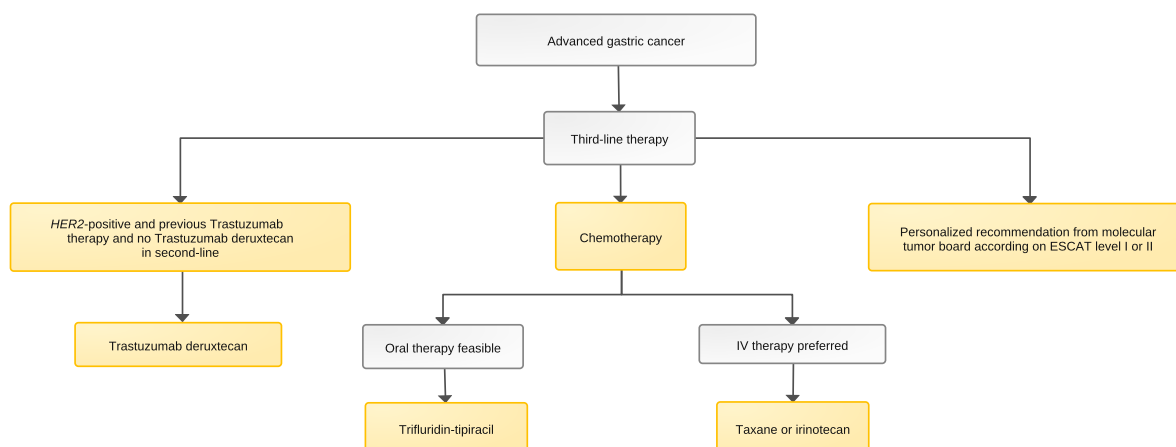 Advanced gastric cancer
Third-line therapy
HER2-positive and previous Trastuzumab
therapy and no Trastuzumab deruxtecan
in second-line
Chemotherapy
Personalized recommendation from molecular
tumor board according on ESCAT level I or II
Trastuzumab deruxtecan
Oral therapy feasible
IV therapy preferred
Trifluridin-tipiracil
Taxane or irinotecan